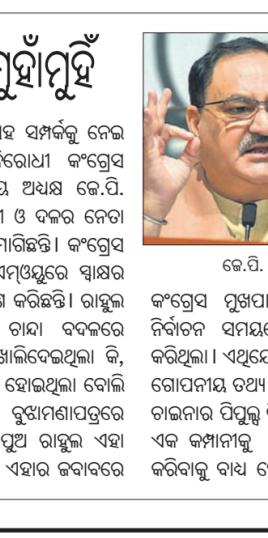 ମୁହାଁମୁହିଁ
ହ ସମ୍ପର୍କକୁ ନେଇ
ବିରୋଧୀ କଂଗ୍ରେସ
ୟ ଅଧ୍ୟକ୍ଷ ଜେ.ପି.
ୀ ଓ ଦଳର ନେତା
ମାଗିଛନ୍ତି। କଂଗ୍ରେସ
ଏମ୍ଓୟୁରେ ସ୍ୱାକ୍ଷର
ଣ କରିଛନ୍ତି। ରାହୁଲ
ଚାନ୍ଦା ବଦଳରେ
ଖାଲିଦେଇଥିଲା କି,
ହୋଇଥିଲା ବୋଲି
ବୁଝାମଣାପତ୍ରରେ
ପୁଅ ରାହୁଲ ଏହା
ଏହାର ଜବାବରେ
ଜେ.ପି.
କଂଗ୍ରେସ ମୁଖପା
ନିର୍ବାଚନ ସମୟ
କରିଥିଲା। ଏଥିଯେ
ଗୋପନୀୟ ତଥ୍ୟ
ଚାଇନାର ପିପୁଲ୍ସ
ଏକ କମ୍ପାନୀକୁ
କରିବାକୁ ବାଧ୍ୟ